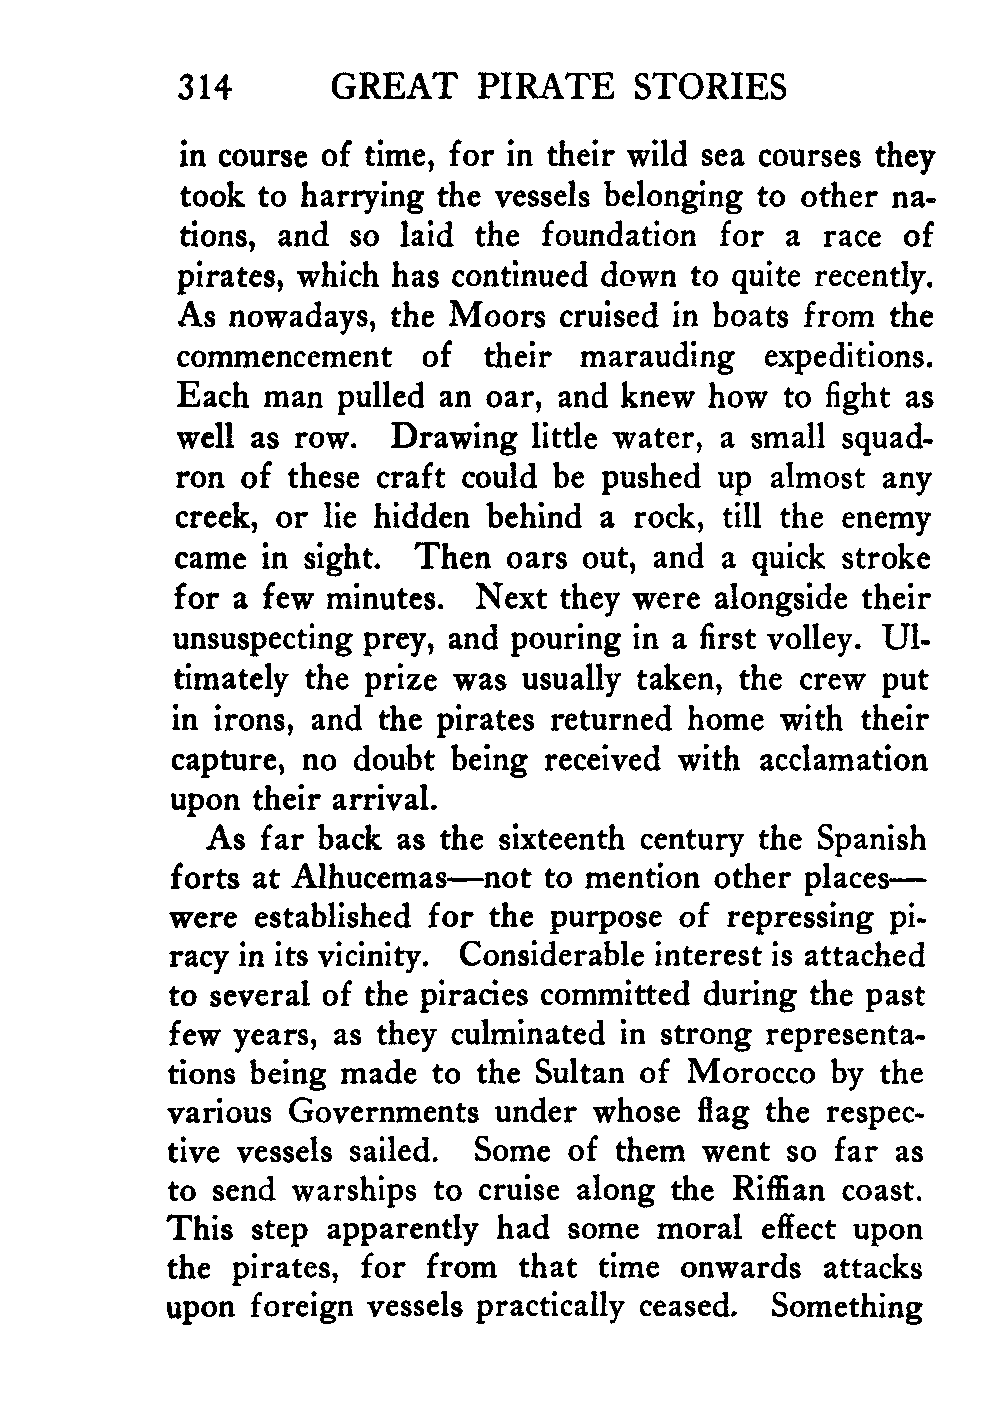 314 GREAT PIRATE STORIES
in course of time, for in their wild sea courses they
took to harrying the vessels belonging to other na-
tions, and so laid the foundation for a race of
pirates, which has continued down to quite recently.
As nowadays, the Moors cruised in boats from the
commencement of their marauding expeditions.
Each man pulled an oar, and knew how to fight as
well as row. Drawing little water, a small squad-
ron of these craft could be pushed up almost any
creek, or lie hidden behind a rock, till the enemy
came in sight. Then oars out, and a quick stroke
for a few minutes. Next they were alongside their
unsuspecting prey, and pouring in a first volley. Ul-
timately the prize was usually taken, the crew put
in irons, and the pirates returned home with their
capture, no doubt being received with acclamation
upon their arrival.
As far back as the sixteenth century the Spanish
forts at Alhucemas—not to mention other places—
were established for the purpose of repressing pi-
racy in its vicinity. Considerable interest is attached
to several of the piracies committed during the past
few years, as they culminated in strong representa-
tions being made to the Sultan of Morocco by the
various Governments under whose flag the respec-
tive vessels sailed. Some of them went so far as
to send warships to cruise along the Riffian coast.
This step apparently had some moral effect upon
the pirates, for from that time onwards attacks
upon foreign vessels practically ceased. Something